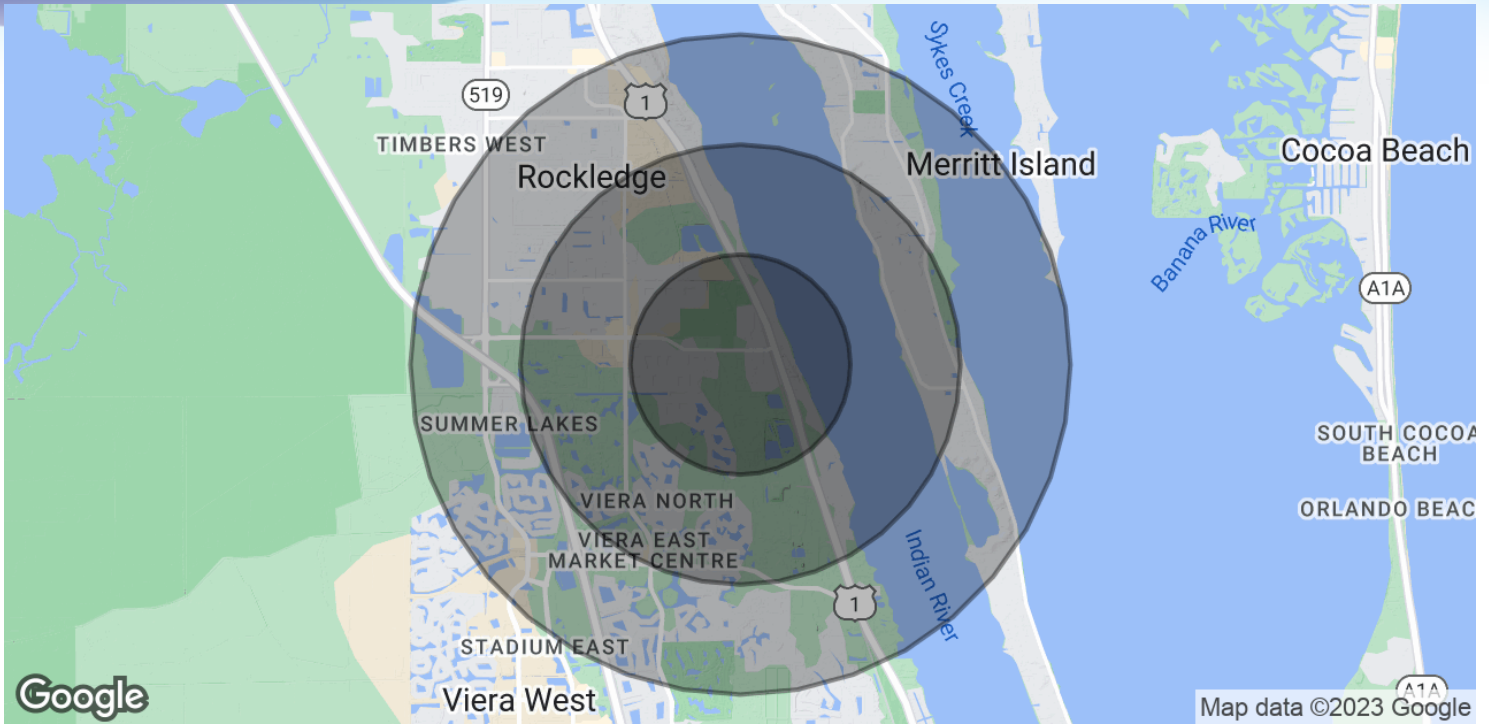 Sykes Creek
519
1
TIMBERS WEST
Rockledge
Merritt Island
Cocoa Beach
Banana River
A1A
SUMMER LAKES
SOUTH COCOA
BEACH
VIERA NORTH
ORLANDO BEAC
VIERA EAST
MARKET CENTRE
Indian River
1
STADIUM EAST
Viera West
A1A
Google
Map data ©2023 Google